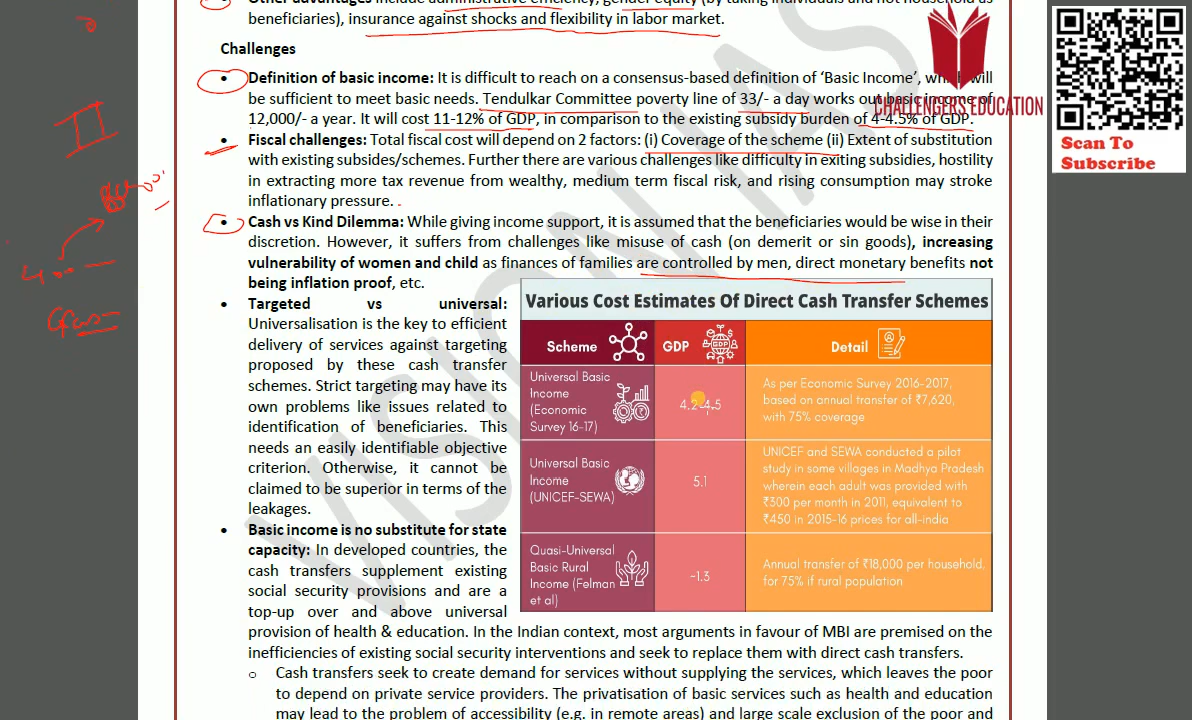 Other advantages include administrative efficiency, gender equity (by taking individuals and not household as
beneficiaries), insurance against shocks and flexibility in labor market.
Challenges
• Definition of basic income: It is difficult to reach on a consensus-based definition of ‘Basic Income’, which will
be sufficient to meet basic needs. Tendulkar Committee poverty line of 33/- a day works out basic income of
12,000/- a year. It will cost 11-12% of GDP, in comparison to the existing subsidy burden of 4-4.5% of GDP.
• Fiscal challenges: Total fiscal cost will depend on 2 factors: (i) Coverage of the scheme (ii) Extent of substitution
with existing subsides/schemes. Further there are various challenges like difficulty in exiting subsidies, hostility
in extracting more tax revenue from wealthy, medium term fiscal risk, and rising consumption may stroke
inflationary pressure.
• Cash vs Kind Dilemma: While giving income support, it is assumed that the beneficiaries would be wise in their
discretion. However, it suffers from challenges like misuse of cash (on demerit or sin goods), increasing
vulnerability of women and child as finances of families are controlled by men, direct monetary benefits not
being inflation proof, etc.
• Targeted vs universal:
Universalisation is the key to efficient
delivery of services against targeting
proposed by these cash transfer
schemes. Strict targeting may have its
own problems like issues related to
identification of beneficiaries. This
needs an easily identifiable objective
criterion. Otherwise, it cannot be
claimed to be superior in terms of the
leakages.
• Basic income is no substitute for state
capacity: In developed countries, the
cash transfers supplement existing
social security provisions and are a
top-up over and above universal
provision of health & education. In the Indian context, most arguments in favour of MBI are premised on the
inefficiencies of existing social security interventions and seek to replace them with direct cash transfers.
o Cash transfers seek to create demand for services without supplying the services, which leaves the poor
to depend on private service providers. The privatisation of basic services such as health and education
may lead to the problem of accessibility (e.g. in remote areas) and large scale exclusion of the poor and
Various Cost Estimates Of Direct Cash Transfer Schemes
Scheme GDP Detail
Universal Basic
Income
(Economic
Survey 16-17)
4.2-4.5
As per Economic Survey 2016-2017,
based on annual transfer of ₹7,620,
with 75% coverage
Universal Basic
Income
(UNICEF-SEWA)
5.1
UNICEF and SEWA conducted a pilot
study in some villages in Madhya Pradesh
wherein each adult was provided with
₹300 per month in 2011, equivalent to
₹450 in 2015-16 prices for all-india
Quasi-Universal
Basic Rural
Income (Felman
et al)
~1.3
Annual transfer of ₹18,000 per household,
for 75% if rural population
VISION IAS
CHALLENGERS EDUCATION
Scan To
Subscribe